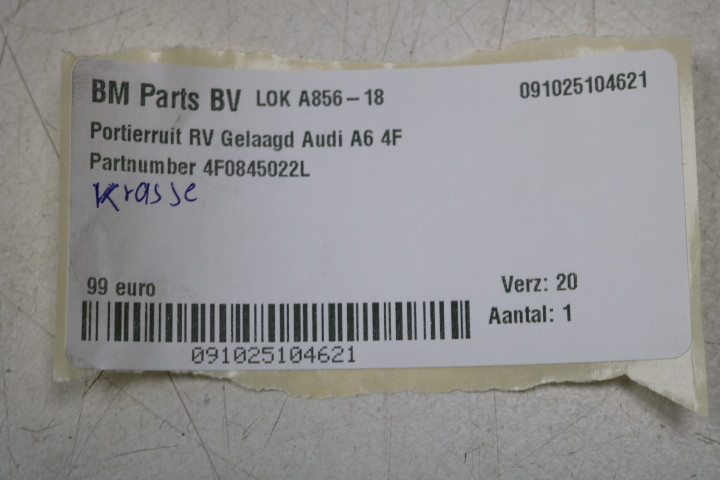 BM Parts BV LOK A856-18 091025104621
Portierruit RV Gelaagd Audi A6 4F
Partnumber 4F0845022L
Krasse
99 euro Verz: 20
Aantal: 1
091025104621